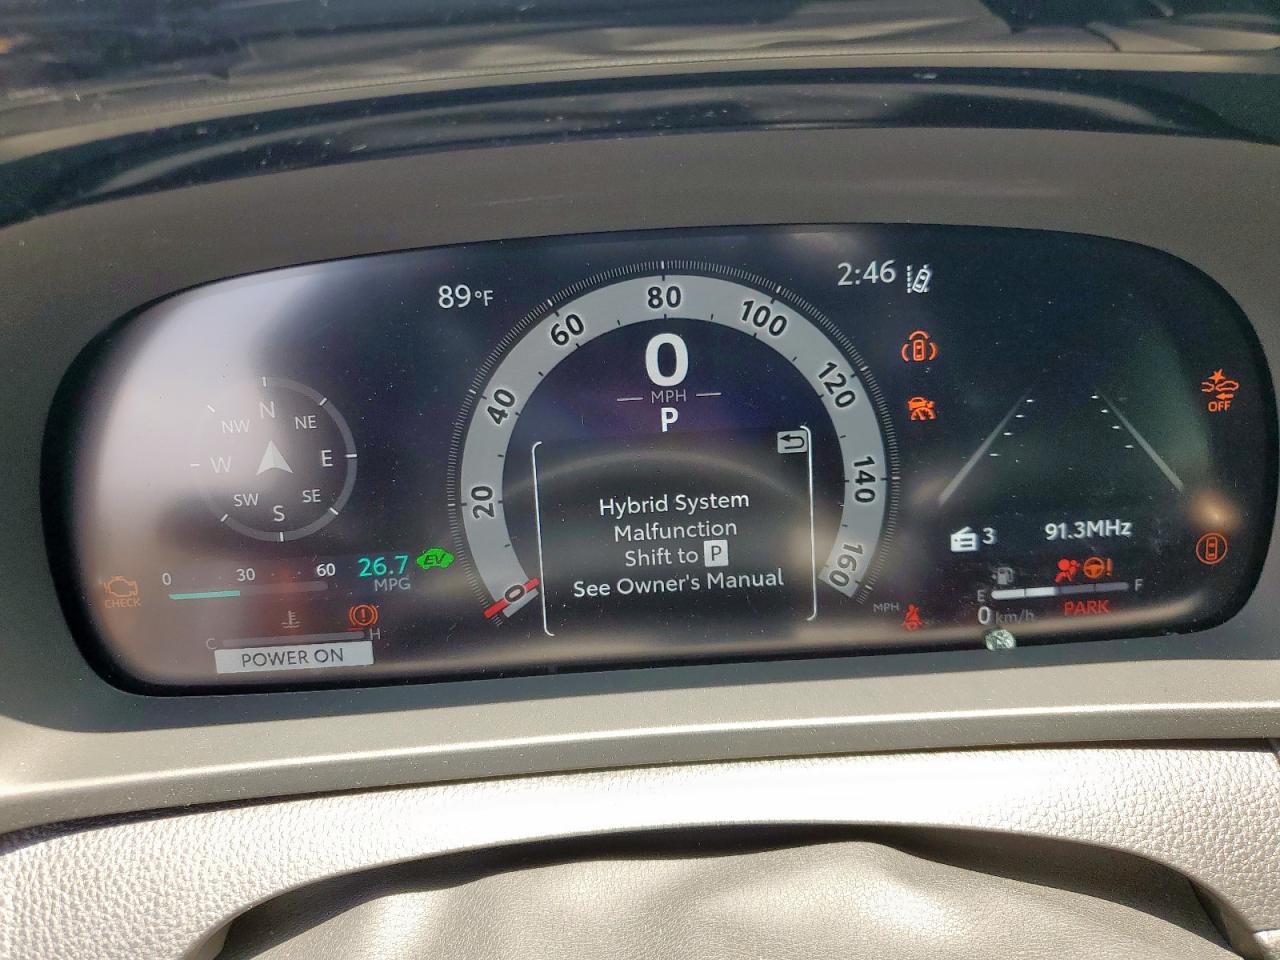 89°F
2:46
N
NW
NE
W
E
SW
SE
S
0
20
40
60
80
100
120
140
160
MPH
0
MPH
P
Hybrid System
Malfunction
Shift to P
See Owner's Manual
OFF
3
91.3MHz
CHECK
0
30
60
26.7
MPG
EV
C
H
POWER ON
E
F
0 km/h
PARK